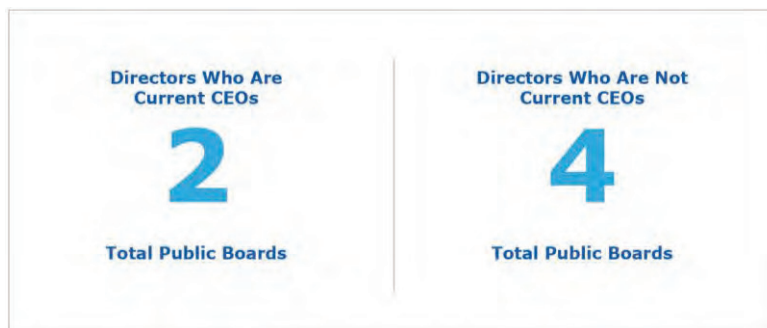 Directors Who Are
Current CEOs
2
Total Public Boards
Directors Who Are Not
Current CEOs
4
Total Public Boards